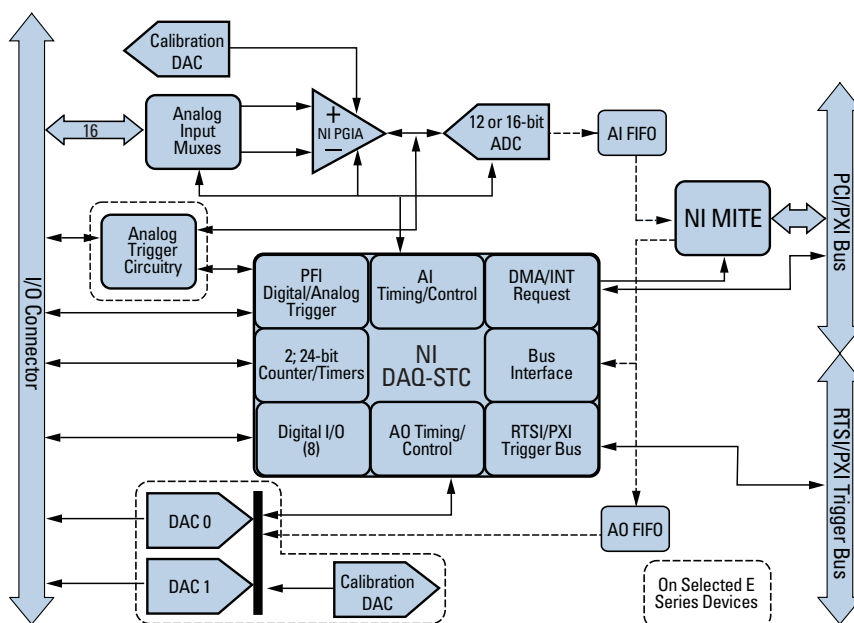 Calibration
DAC
16
Analog
Input
Muxes
+
NI PGIA
–
12 or 16-bit
ADC
AI FIFO
NI MITE
PCI/PXI Bus
Analog
Trigger
Circuitry
I/O Connector
PFI
Digital/Analog
Trigger
AI
Timing/Control
DMA/INT
Request
2; 24-bit
Counter/Timers
NI
DAQ-STC
Bus
Interface
Digital I/O
(8)
AO Timing/
Control
RTSI/PXI
Trigger Bus
RTSI/PXI Trigger Bus
DAC 0
AO FIFO
DAC 1
Calibration
DAC
On Selected E
Series Devices